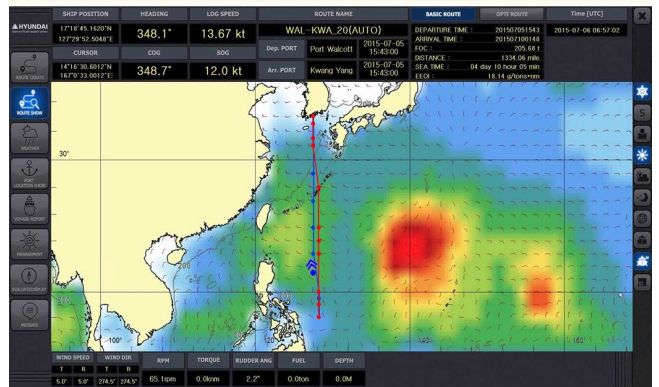 SHIP POSITION
HEADING
LOG SPEED
ROUTE NAME
BASIC ROUTE
OPTI ROUTE
Time [UTC]
HYUNDAI
17°18'45.1620"N
127°29'52.5048"E
348.1°
13.67 kt
WAL-KWA_20(AUTO)
DEPARTURE TIME : 201507051543
ARRIVAL TIME : 201507100148
FOC : 205.68 t
DISTANCE : 1334.06 mile
SEA TIME : 04 day 10 hour 05 min
EEOI : 18.14 g/tons*nm
2015-07-06 06:57:02
CURSOR
COG
SOG
Dep. PORT
Port Walcott
2015-07-05
15:43:00
14°16'30.6012"N
167°0'33.0012"E
348.7°
12.0 kt
Arr. PORT
Kwang Yang
2015-07-05
15:43:00
ROUTE CREATE
ROUTE SHOW
WEATHER
PORT
LOCATION SHOW
VOYAGE REPORT
MANAGEMENT
MESSAGE
30°
100°
120
140
160°
WIND SPEED
WIND DIR
RPM
TORQUE
RUDDER ANG
FUEL
DEPTH
T
R
T
R
5.0°
5.0°
274.5°
274.5°
65.1rpm
0.0knm
2.2°
0.0ton
0.0M